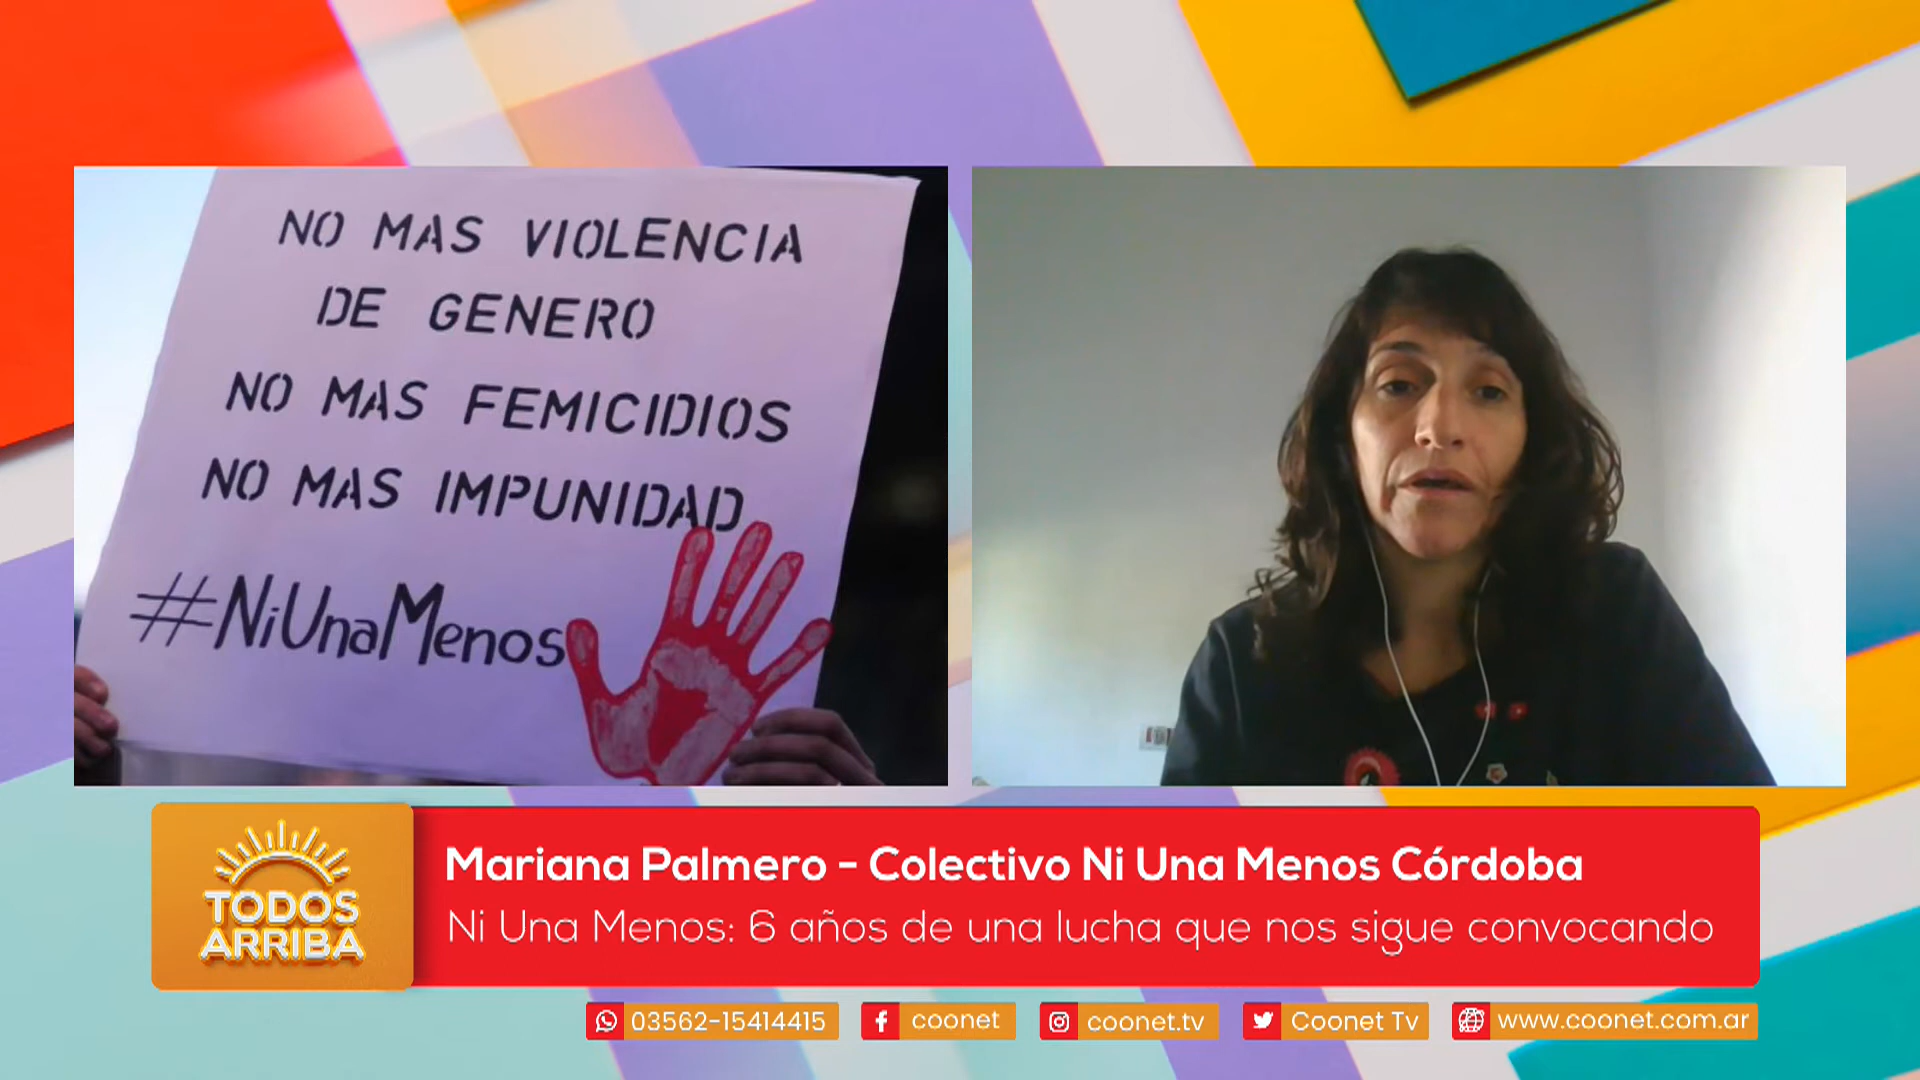 NO MAS VIOLENCIA
DE GENERO
NO MAS FEMICIDIOS
NO MAS IMPUNIDAD
#NiUnaMenos
TODOS
ARRIBA
Mariana Palmero - Colectivo Ni Una Menos Córdoba
Ni Una Menos: 6 años de una lucha que nos sigue convocando
03562-15414415
coonet
coonet.tv
Coonet Tv
www.coonet.com.ar